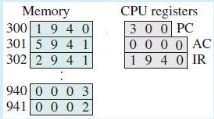 Memory CPU registers
300 1 9 4 0 3 0 0 PC
301 5 9 4 1 0 0 0 0 AC
302 2 9 4 1 1 9 4 0 IR
940 0 0 0 3
941 0 0 0 2